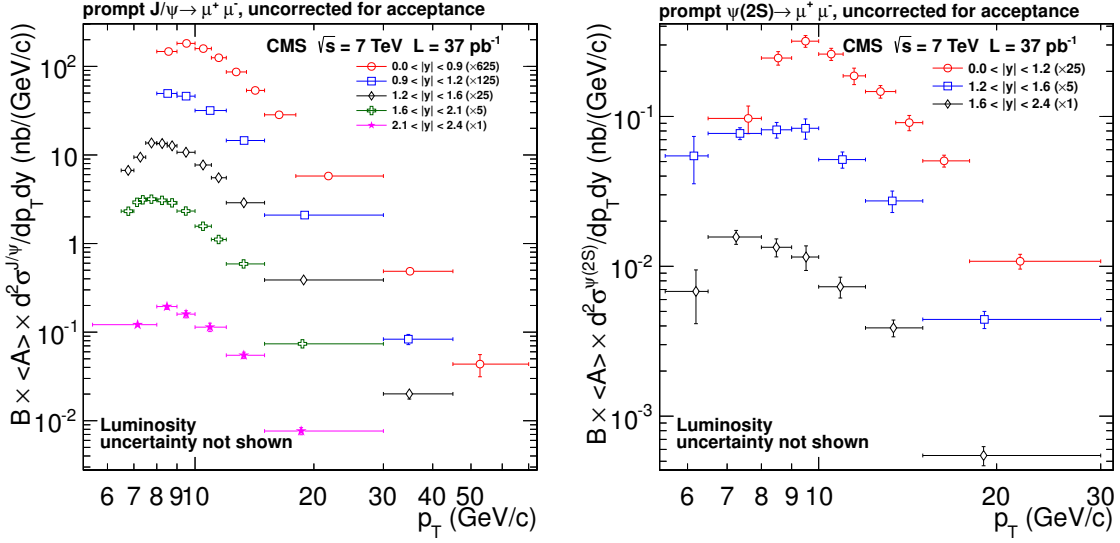 prompt J/ψ→ μ⁺ μ⁻, uncorrected for acceptance
CMS √s = 7 TeV L = 37 pb⁻¹
0.0 < |y| < 0.9 (×625)
0.9 < |y| < 1.2 (×125)
1.2 < |y| < 1.6 (×25)
1.6 < |y| < 2.1 (×5)
2.1 < |y| < 2.4 (×1)
B × <A> × d²σ^J/ψ/dp_T dy (nb/(GeV/c))
10²
10
1
10⁻¹
10⁻²
Luminosity
uncertainty not shown
6 7 8 9 10 20 30 40 50
p_T (GeV/c)
prompt ψ(2S)→ μ⁺ μ⁻, uncorrected for acceptance
CMS √s = 7 TeV L = 37 pb⁻¹
0.0 < |y| < 1.2 (×25)
1.2 < |y| < 1.6 (×5)
1.6 < |y| < 2.4 (×1)
B × <A> × d²σ^ψ(2S)/dp_T dy (nb/(GeV/c))
10⁻¹
10⁻²
10⁻³
Luminosity
uncertainty not shown
6 7 8 9 10 20 30
p_T (GeV/c)